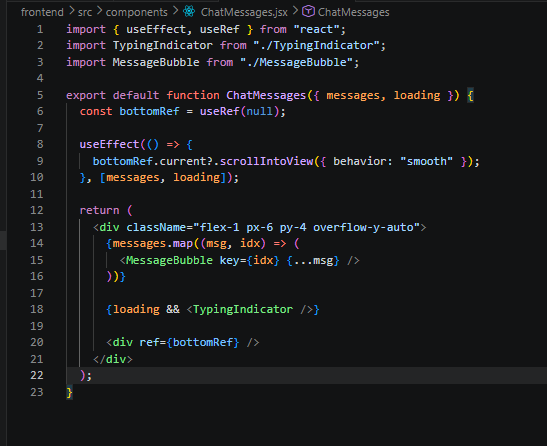 frontend > src > components > ChatMessages.jsx > ChatMessages
1 import { useEffect, useRef } from "react";
2 import TypingIndicator from "./TypingIndicator";
3 import MessageBubble from "./MessageBubble";
4
5 export default function ChatMessages({ messages, loading }) {
6   const bottomRef = useRef(null);
7
8   useEffect(() => {
9     bottomRef.current?.scrollIntoView({ behavior: "smooth" });
10   }, [messages, loading]);
11
12   return (
13     <div className="flex-1 px-6 py-4 overflow-y-auto">
14       {messages.map((msg, idx) => (
15         <MessageBubble key={idx} {...msg} />
16       ))}
17
18       {loading && <TypingIndicator />}
19
20       <div ref={bottomRef} />
21     </div>
22   );
23 }